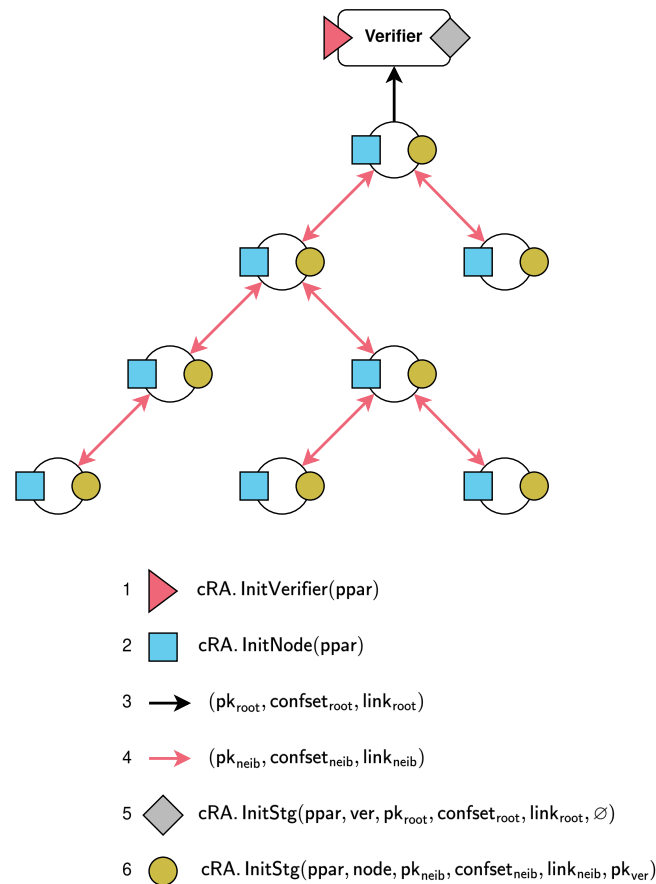 Verifier
1 cRA. InitVerifier(ppar)
2 cRA. InitNode(ppar)
3 (pk_root, confset_root, link_root)
4 (pk_neib, confset_neib, link_neib)
5 cRA. InitStg(ppar, ver, pk_root, confset_root, link_root, ∅)
6 cRA. InitStg(ppar, node, pk_neib, confset_neib, link_neib, pk_ver)